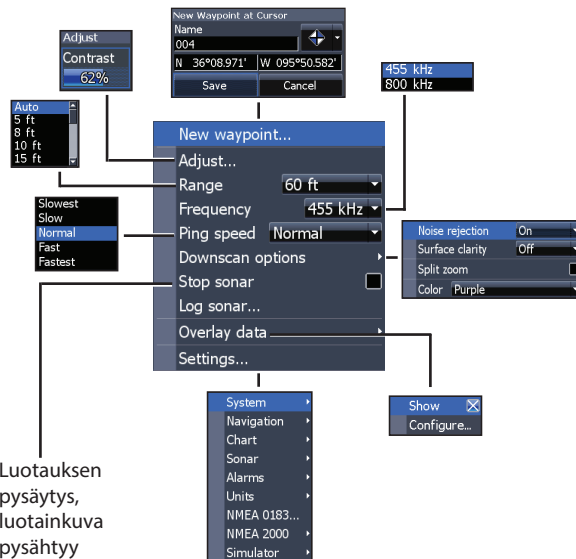 New Waypoint at Cursor
Name
004
N 36°08.971' W 095°50.582'
Save Cancel
Adjust
Contrast
62%
455 kHz
800 kHz
Auto
5 ft
8 ft
10 ft
15 ft
New waypoint...
Adjust...
Range 60 ft
Frequency 455 kHz
Ping speed Normal
Downscan options
Stop sonar
Log sonar...
Overlay data
Settings...
Slowest
Slow
Normal
Fast
Fastest
Noise rejection On
Surface clarity Off
Split zoom
Color Purple
Show
Configure...
System
Navigation
Chart
Sonar
Alarms
Units
NMEA 0183...
NMEA 2000
Simulator
Luotauksen
pysäytys,
luotainkuva
pysähtyy